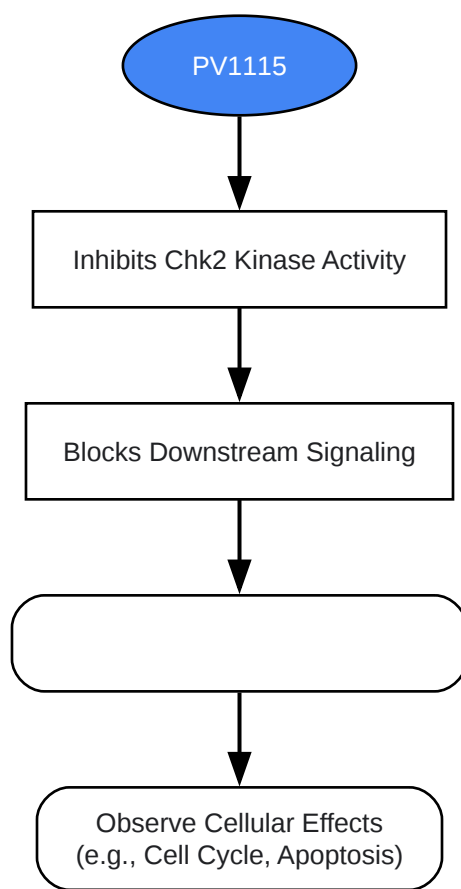 PV1115
Inhibits Chk2 Kinase Activity
Blocks Downstream Signaling
Observe Cellular Effects
(e.g., Cell Cycle, Apoptosis)